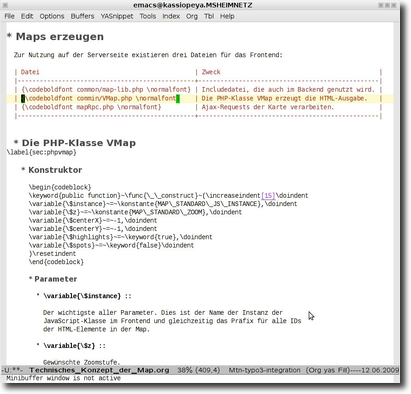 emacs@kassiopeya.MSHEIMNETZ
Edit Options Buffers YASnippet Tools Index Org Tbl Text Help
* Maps erzeugen
Zur Nutzung auf der Serverseite existieren drei Dateien für das Frontend:
| Datei | Zweck |
| {\codeboldfont common/map-lib.php \normalfont} | Includedatei, die auch im Backend genutzt wird. |
| {\codeboldfont commin/VMap.php \normalfont} | Die PHP-Klasse VMap erzeugt die HTML-Ausgabe. |
| {\codeboldfont mapRpc.php \normalfont} | Ajax-Requests der Karte verarbeiten. |
* Die PHP-Klasse VMap
\label{sec:phpvmap}
* Konstruktor
\begin{codeblock}
\keyword{public function}~\func{\_\_construct}~(\increaseindent[15]\doindent
\variable{\$instance}~=~\konstante{MAP\_STANDARD\_JS\_INSTANCE},\doindent
\variable{\$z}~=~\konstante{MAP\_STANDARD\_ZOOM},\doindent
\variable{\$centerX}~=~-1,\doindent
\variable{\$centerY}~=~-1,\doindent
\variable{\$highlights}~=~\keyword{true},\doindent
\variable{\$spots}~=~\keyword{false}\doindent
)\resetindent
\end{codeblock}
* Parameter
* \variable{\$instance} ::
Der wichtigste aller Parameter. Dies ist der Name der Instanz der
JavaScript-Klasse im Frontend und gleichzeitig das Präfix für alle IDs
der HTML-Elemente in der Map.
* \variable{\$z} ::
Gewünschte Zoomstufe.
-U:**- Technisches_Konzept_der_Map.org 38% (409,4) Mtn-typo3-integration (Org yas Fill)----12.06.2009
Minibuffer window is not active